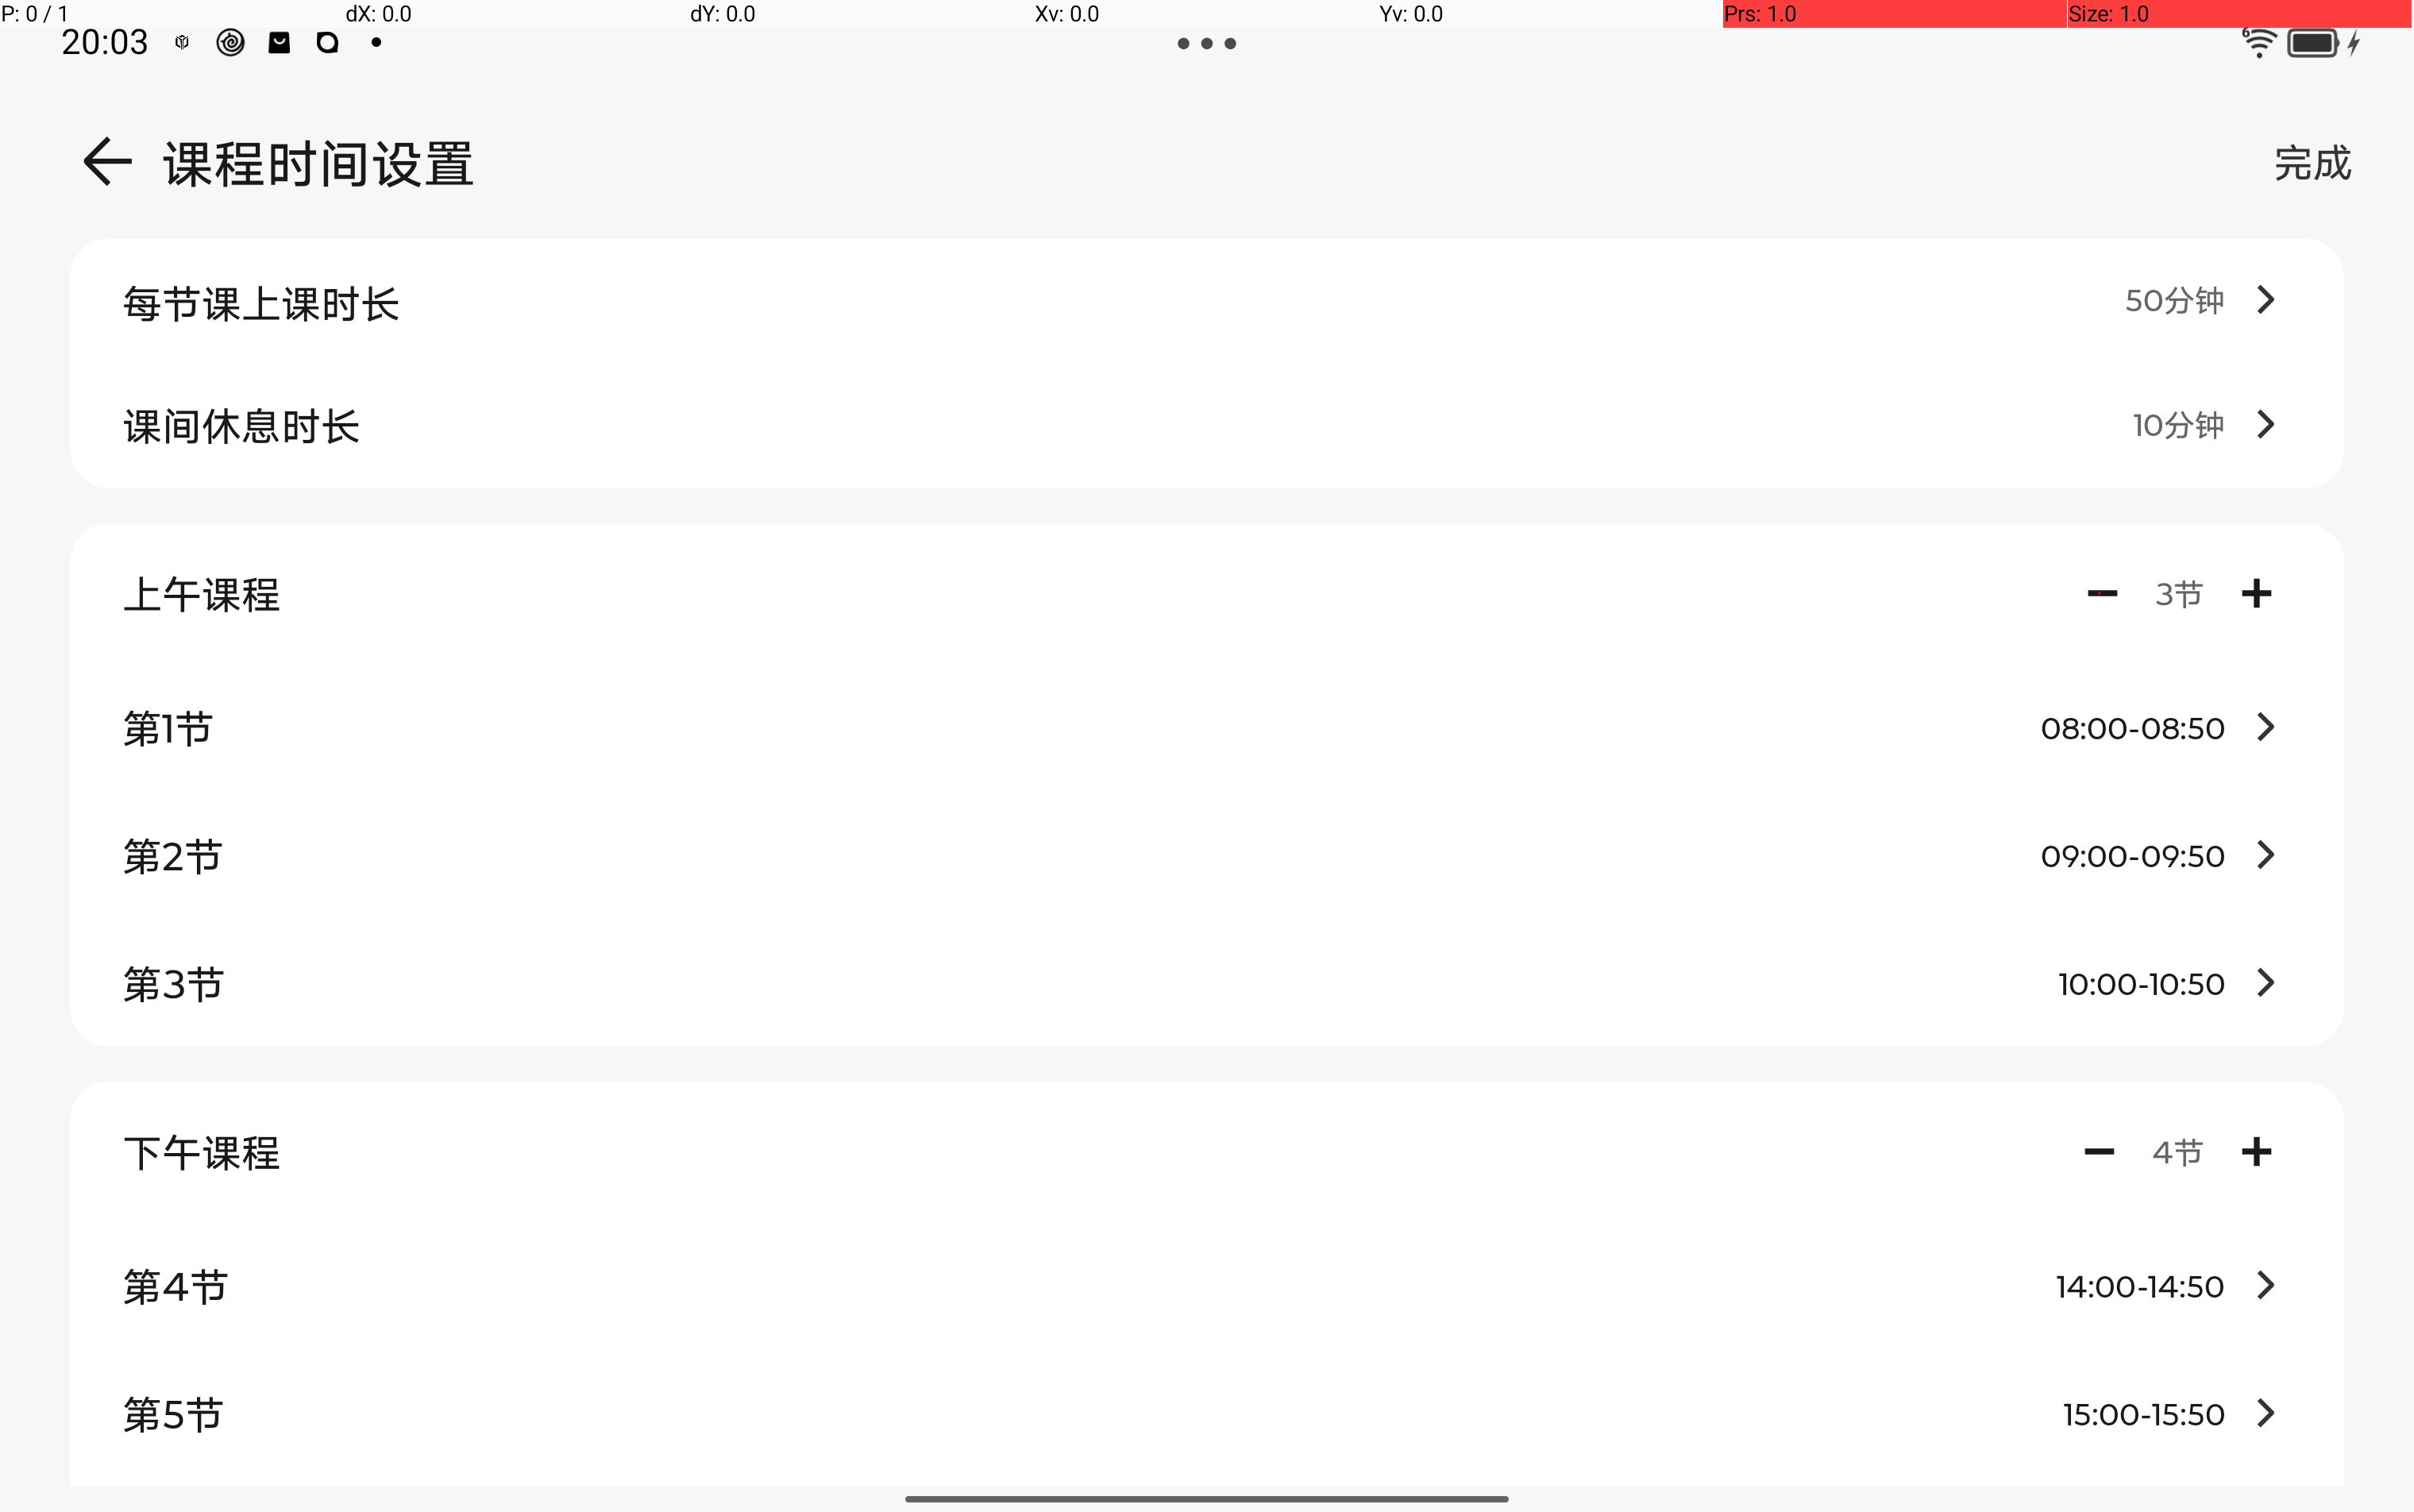 P: 0 / 1 dX: 0.0 dY: 0.0 Xv: 0.0 Yv: 0.0 Prs: 1.0 Size: 1.0
20:03 6
课程时间设置 完成
每节课上课时长 50分钟
课间休息时长 10分钟
上午课程 3节
第1节 08:00-08:50
第2节 09:00-09:50
第3节 10:00-10:50
下午课程 4节
第4节 14:00-14:50
第5节 15:00-15:50